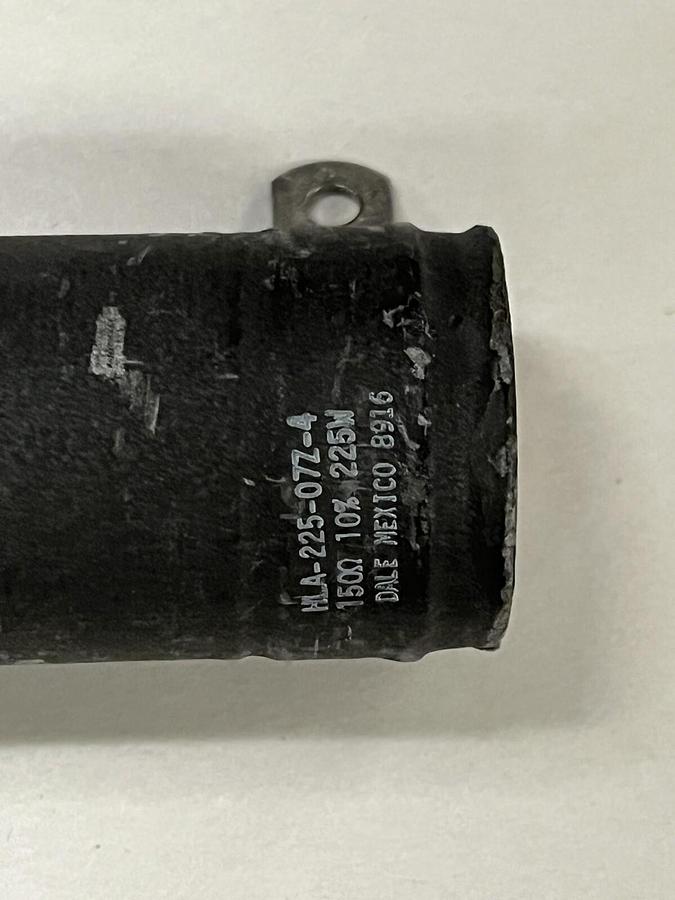 HLA-225-07Z-4
150Ω 10% 225W
DALE MEXICO 8916